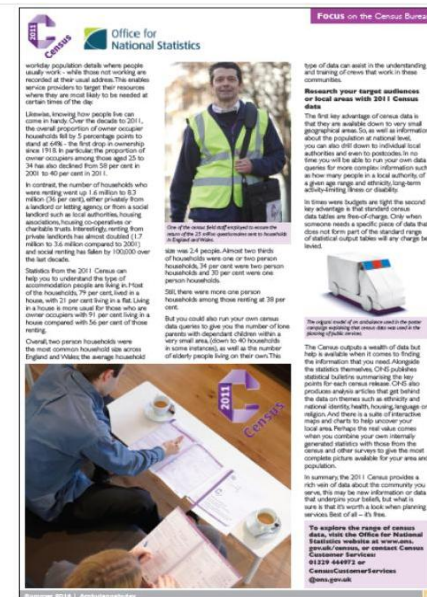 Focus on the Census Bureau
2011 Census
Office for
National Statistics
workday population details where people
usually work - while those not working are
recorded at their usual address. This enables
service providers to target their resources
where they are most likely to be needed at
certain times of the day.
Likewise, knowing how people live can
come in handy. Over the decade to 2011,
the overall proportion of owner occupier
households fell by 5 percentage points to
stand at 64% - the first drop in ownership
since 1918. In particular, the proportion of
owner occupiers among those aged 25 to
34 has also declined from 58 per cent in
2001 to 40 per cent in 2011.
In contrast, the number of households who
were renting went up 1.6 million to 8.3
million (36 per cent), either privately from a
landlord or letting agency, or from a social
landlord such as local authorities, housing
associations, housing co-operatives or
charitable trusts. Interestingly, renting from
private landlords has almost doubled (1.7
million to 3.6 million compared to 2001)
and social renting has fallen by 100,000 over
the last decade.
Statistics from the 2011 Census can
help you to understand the type of
accommodation people are living in. Most
of the households, 79 per cent, lived in a
house, with 21 per cent living in a flat. Living
in a house is more usual for those who are
owner occupiers with 91 per cent living in a
house compared with 56 per cent of those
renting.
Overall, two person households were
the most common household size across
England and Wales; the average household
One of the census field staff employed to ensure the
return of the 25 million questionnaires sent to households
in England and Wales.
size was 2.4 people. Almost two thirds
of households were one or two person
households, 34 per cent were two person
households and 30 per cent were one
person households.
Still, there were more one person
households among those renting at 38 per
cent.
But you could also run your own census
data queries to give you the number of lone
parents with dependent children within a
very small area, (down to 40 households
in some instances), as well as the number
of elderly people living on their own. This
type of data can assist in the understanding
and training of crews that work in these
communities.
Research your target audiences
or local areas with 2011 Census
data
The first key advantage of census data is
that they are available down to very small
geographical areas. So, as well as information
about the population at national level,
you can also drill down to individual local
authorities and even to postcodes. In no
time you will be able to run your own data
queries for more complex information such
as how many people in a local authority, of
a given age range and ethnicity, long-term
activity-limiting illness or disability.
In times when budgets are tight the second
key advantage is that standard census
data tables are free-of-charge. Only when
someone needs a specific piece of data that
does not form part of the standard range
of statistical output tables will any charge be
levied.
The origami model of an ambulance used in the poster
campaign explaining that census data was used in the
planning of public services.
The Census outputs a wealth of data but
help is available when it comes to finding
the information that you need. Alongside
the statistics themselves, ONS publishes
statistical bulletins summarising the key
points for each census release. ONS also
produces analysis articles that get behind
the data on themes such as ethnicity and
national identity, health, housing, language or
religion. And there is a suite of interactive
maps and charts to help uncover your
local area. Perhaps the real value comes
when you combine your own internally
generated statistics with those from the
census and other surveys to give the most
complete picture available for your area and
population.
In summary, the 2011 Census provides a
rich vein of data about the community you
serve, this may be new information or data
that underpins your beliefs, but what is
sure is that it's worth a look when planning
services. Best of all – it's free.
To explore the range of census
data, visit the Office for National
Statistics website at www.ons.
gov.uk/census, or contact Census
Customer Services:
01329 444972 or
CensusCustomerServices
@ons.gov.uk
2011 Census